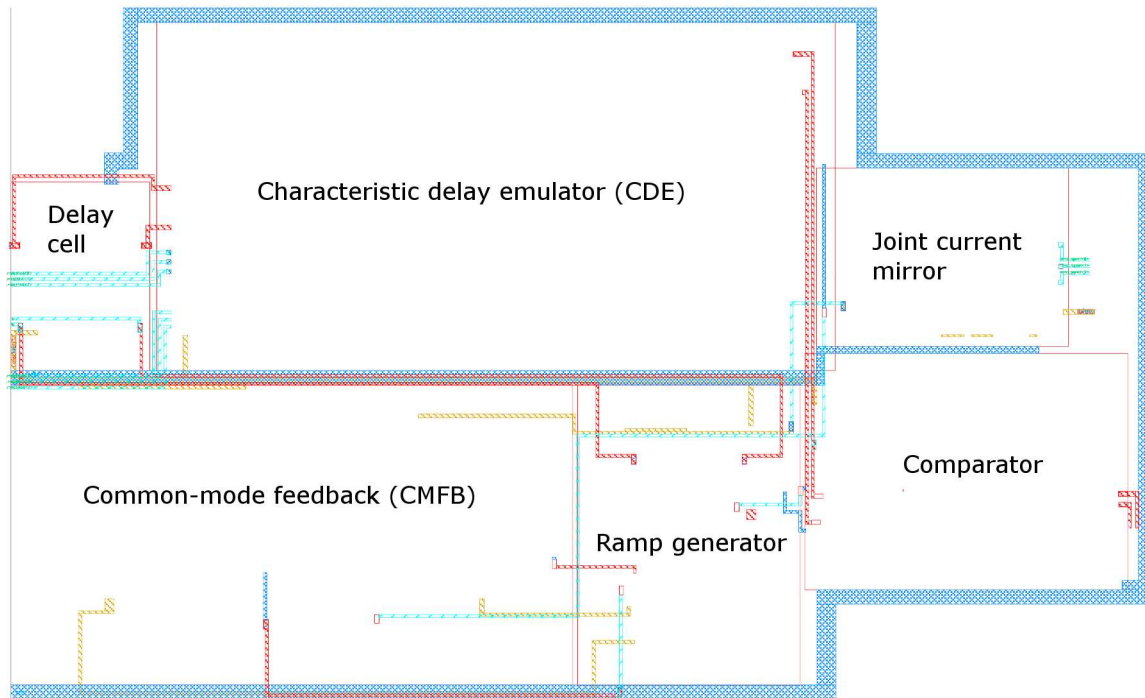 Characteristic delay emulator (CDE)
Delay
cell
Joint current
mirror
Comparator
Common-mode feedback (CMFB)
Ramp generator